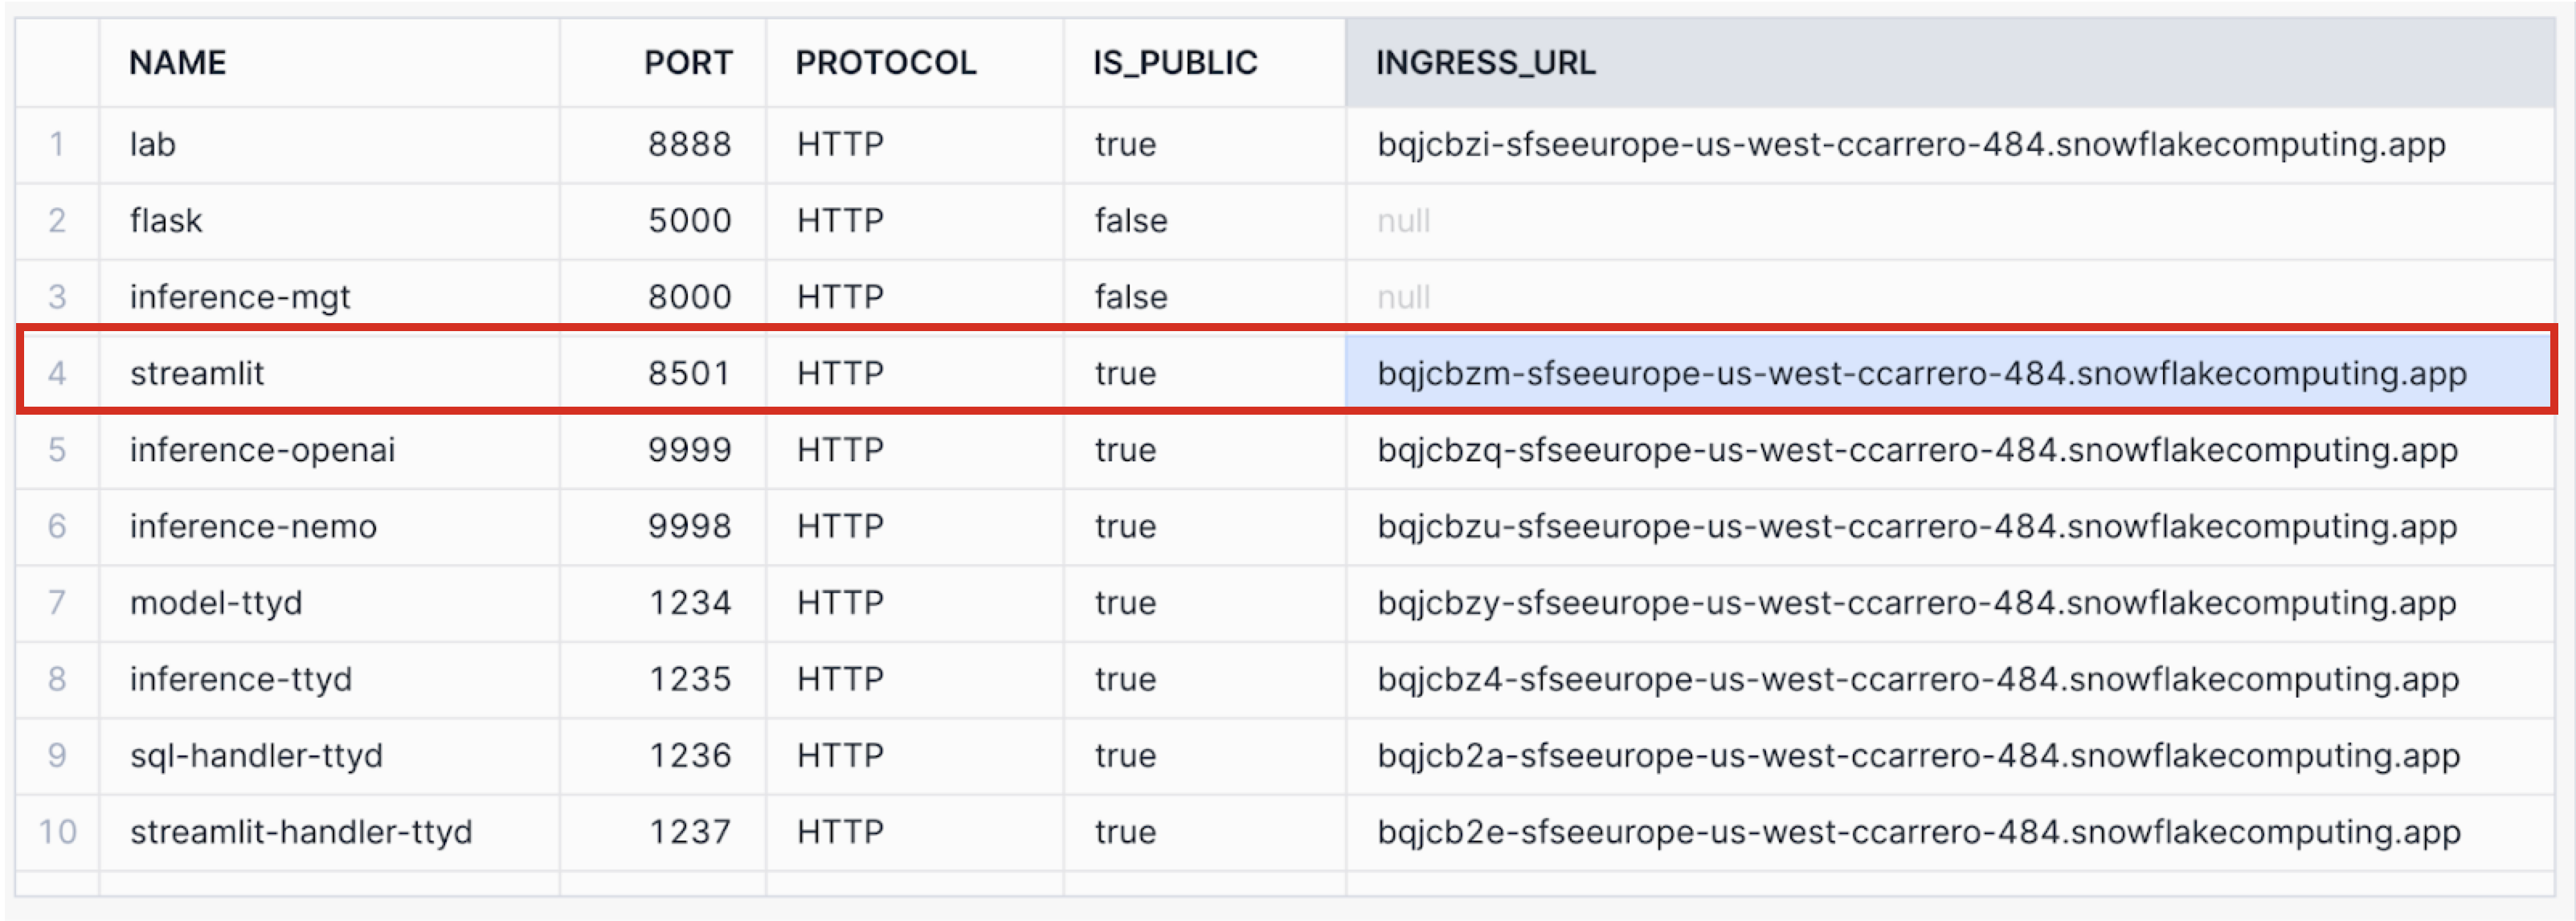 NAME PORT PROTOCOL IS_PUBLIC INGRESS_URL
1 lab 8888 HTTP true bqjcbzi-sfseeurope-us-west-ccarrero-484.snowflakecomputing.app
2 flask 5000 HTTP false null
3 inference-mgt 8000 HTTP false null
4 streamlit 8501 HTTP true bqjcbzm-sfseeurope-us-west-ccarrero-484.snowflakecomputing.app
5 inference-openai 9999 HTTP true bqjcbzq-sfseeurope-us-west-ccarrero-484.snowflakecomputing.app
6 inference-nemo 9998 HTTP true bqjcbzu-sfseeurope-us-west-ccarrero-484.snowflakecomputing.app
7 model-ttyd 1234 HTTP true bqjcbzy-sfseeurope-us-west-ccarrero-484.snowflakecomputing.app
8 inference-ttyd 1235 HTTP true bqjcbz4-sfseeurope-us-west-ccarrero-484.snowflakecomputing.app
9 sql-handler-ttyd 1236 HTTP true bqjcb2a-sfseeurope-us-west-ccarrero-484.snowflakecomputing.app
10 streamlit-handler-ttyd 1237 HTTP true bqjcb2e-sfseeurope-us-west-ccarrero-484.snowflakecomputing.app